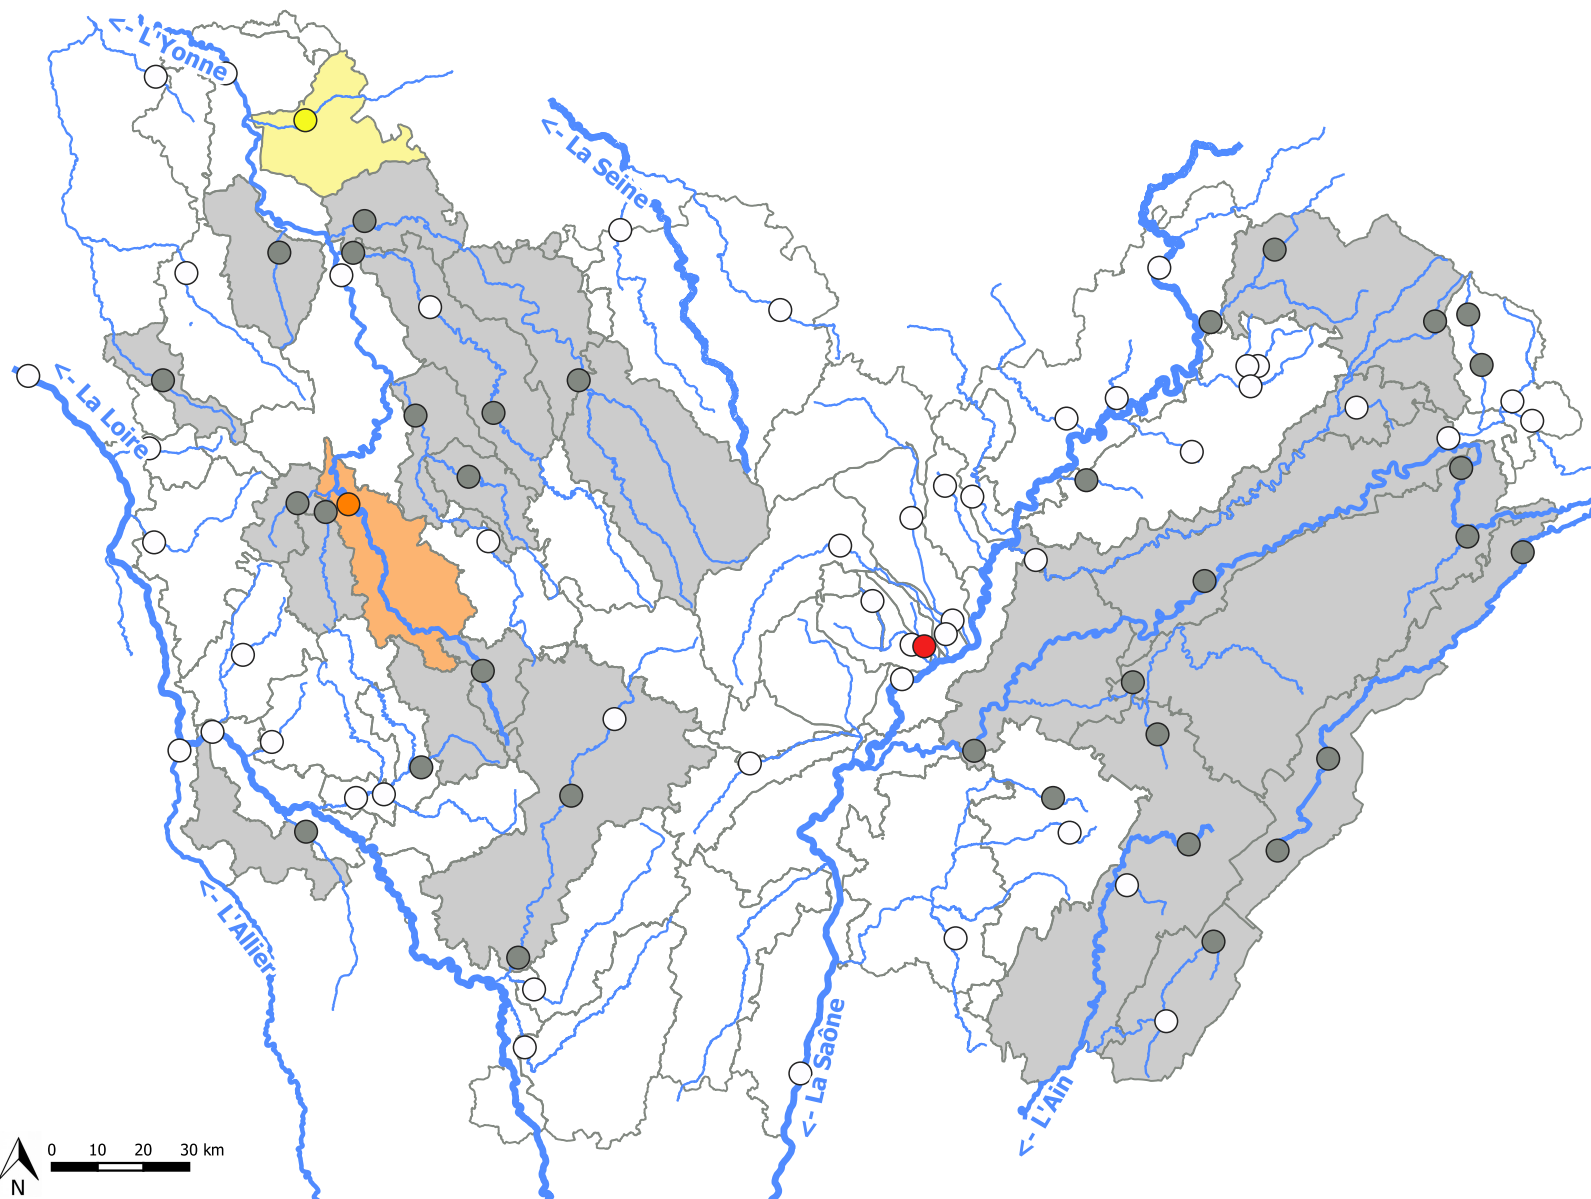 <- L'Yonne
<- La Seine
<- La Loire
<- L'Allier
<- La Saône
<- L'Ain
0 10 20 30 km
N